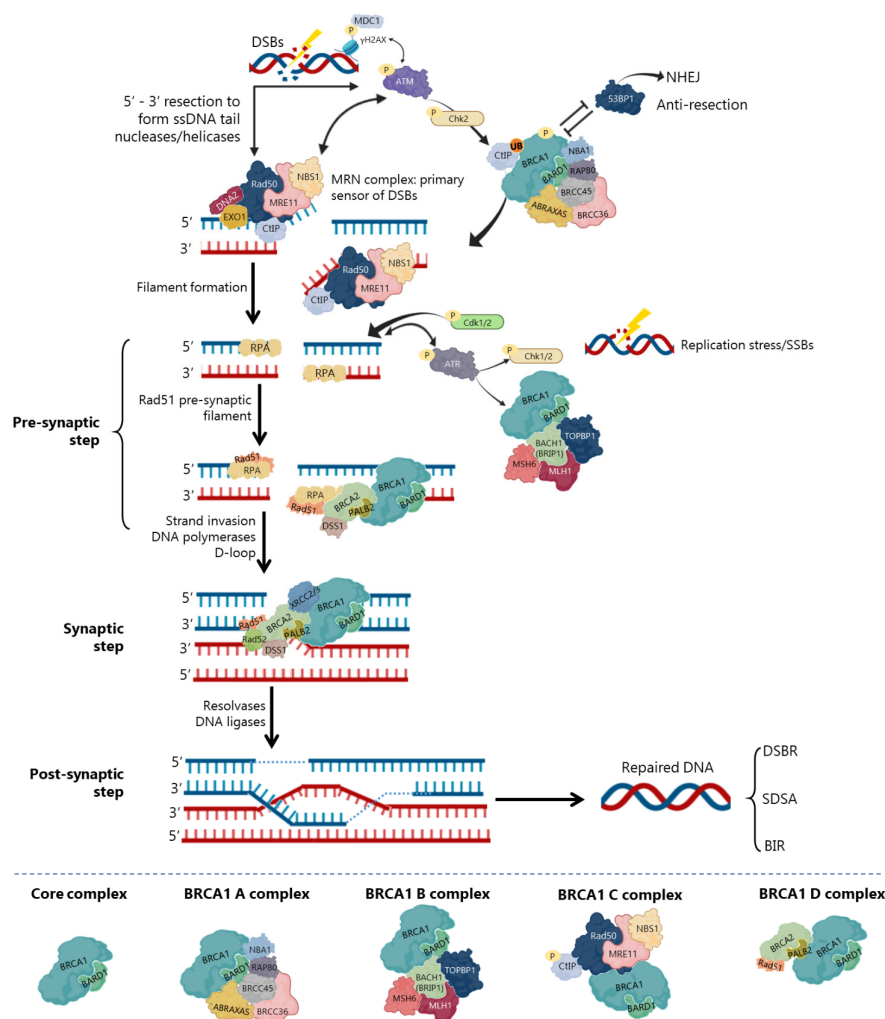 MDC1
P
DSBs
γH2AX
P
ATM
NHEJ
53BP1
Anti-resection
5′ - 3′ resection to
form ssDNA tail
nucleases/helicases
P
Chk2
P
UB
CtIP
BRCA1
NBA1
BARD1
RAP80
BRCC45
ABRAXAS
BRCC36
NBS1
Rad50
MRE11
DNA2
EXO1
CtIP
5′
3′
MRN complex: primary
sensor of DSBs
Rad50
NBS1
MRE11
CtIP
Filament formation
P
Cdk1/2
RPA
5′
3′
RPA
P
ATR
P
Chk1/2
Replication stress/SSBs
BRCA1
BARD1
BACH1
(BRIP1)
TOPBP1
MSH6
MLH1
Pre-synaptic
step
Rad51 pre-synaptic
filament
5′
3′
Rad51
RPA
RPA
Rad51
BRCA2
DSS1
PALB2
BRCA1
BARD1
Strand invasion
DNA polymerases
D-loop
Synaptic
step
5′
5′
3′
5′
XRCC2/3
BRCA1
Rad51
BRCA2
BARD1
Rad52
PALB2
DSS1
Resolvases
DNA ligases
Post-synaptic
step
5′
3′
3′
5′
Repaired DNA
DSBR
SDSA
BIR
Core complex
BRCA1 A complex
BRCA1 B complex
BRCA1 C complex
BRCA1 D complex
BRCA1
BARD1
BRCA1
NBA1
BARD1
RAP80
BRCC45
ABRAXAS
BRCC36
BRCA1
BARD1
BACH1
(BRIP1)
TOPBP1
MSH6
MLH1
Rad50
NBS1
MRE11
P
CtIP
BRCA1
BARD1
BRCA2
Rad51
PALB2
BRCA1
BARD1